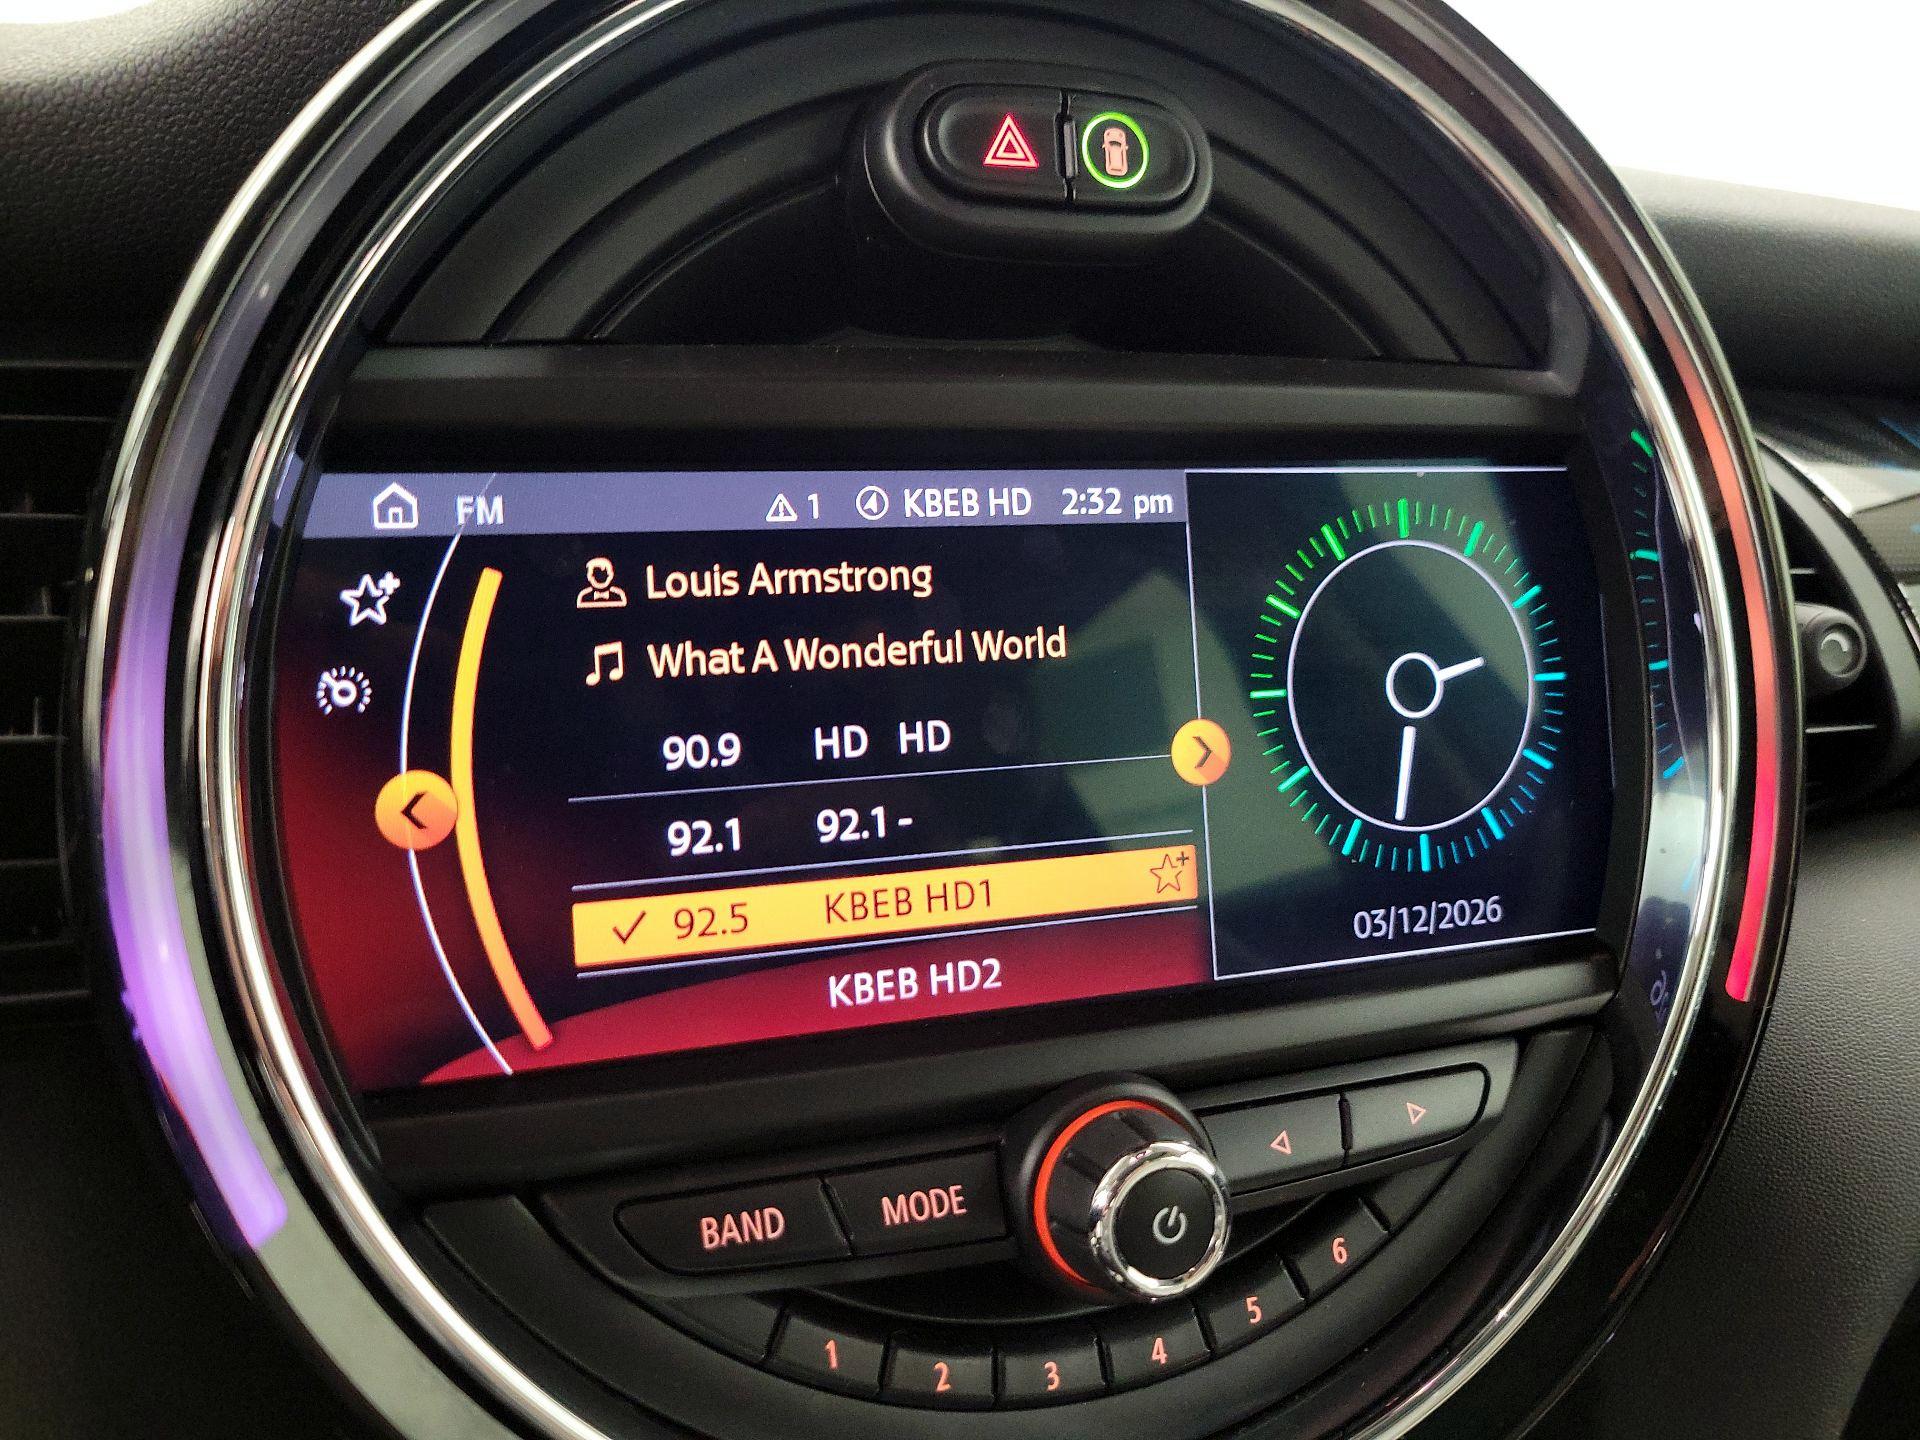 FM 1 KBEB HD 2:32 pm
Louis Armstrong
What A Wonderful World
90.9 HD HD
92.1 92.1 -
92.5 KBEB HD1
KBEB HD2
03/12/2026
BAND MODE
1 2 3 4 5 6